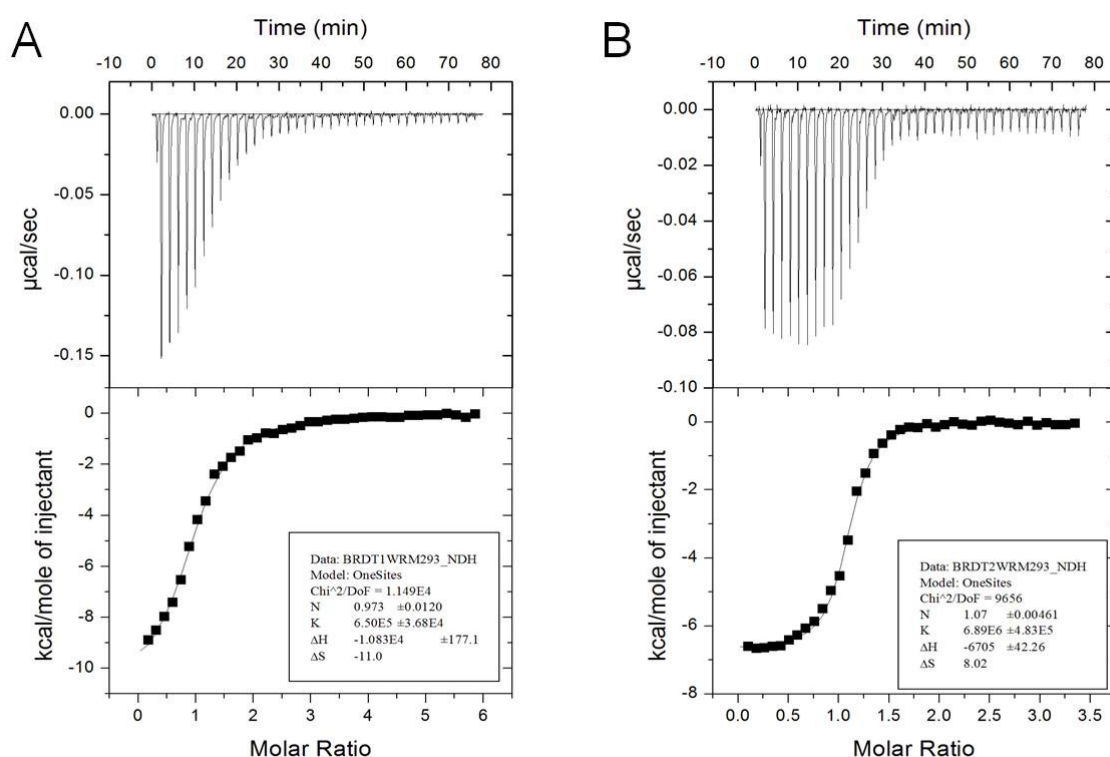 A
Time (min)
-10 0 10 20 30 40 50 60 70 80
0.00
-0.05
-0.10
-0.15
µcal/sec
0
-2
-4
-6
-8
-10
kcal/mole of injectant
Data: BRDT1WRM293_NDH
Model: OneSites
Chi^2/DoF = 1.149E4
N 0.973 ±0.0120
K 6.50E5 ±3.68E4
ΔH -1.083E4 ±177.1
ΔS -11.0
0 1 2 3 4 5 6
Molar Ratio
B
Time (min)
-10 0 10 20 30 40 50 60 70 80
0.00
-0.02
-0.04
-0.06
-0.08
-0.10
µcal/sec
0
-2
-4
-6
-8
kcal/mole of injectant
Data: BRDT2WRM293_NDH
Model: OneSites
Chi^2/DoF = 9656
N 1.07 ±0.00461
K 6.89E6 ±4.83E5
ΔH -6705 ±42.26
ΔS 8.02
0.0 0.5 1.0 1.5 2.0 2.5 3.0 3.5
Molar Ratio